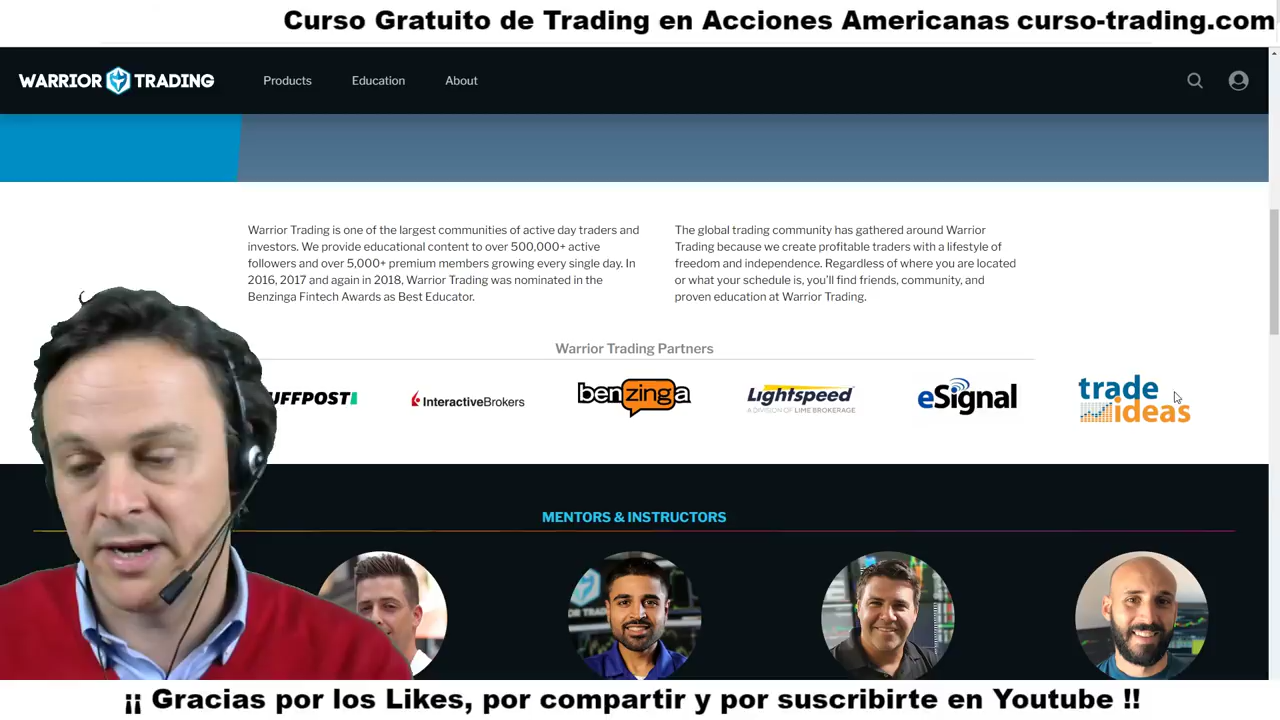 Curso Gratuito de Trading en Acciones Americanas curso-trading.com
WARRIOR TRADING
Products
Education
About
Warrior Trading is one of the largest communities of active day traders and
investors. We provide educational content to over 500,000+ active
followers and over 5,000+ premium members growing every single day. In
2016, 2017 and again in 2018, Warrior Trading was nominated in the
Benzinga Fintech Awards as Best Educator.
The global trading community has gathered around Warrior
Trading because we create profitable traders with a lifestyle of
freedom and independence. Regardless of where you are located
or what your schedule is, you'll find friends, community, and
proven education at Warrior Trading.
Warrior Trading Partners
UFFPOST
InteractiveBrokers
benzinga
Lightspeed
A DIVISION OF LIME BROKERAGE
eSignal
trade
ideas
MENTORS & INSTRUCTORS
¡¡ Gracias por los Likes, por compartir y por suscribirte en Youtube !!